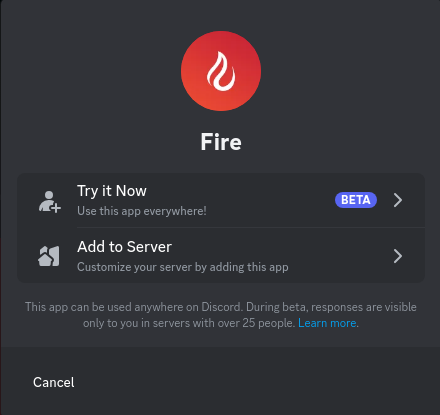 Fire
Try it Now
BETA
Use this app everywhere!
Add to Server
Customize your server by adding this app
This app can be used anywhere on Discord. During beta, responses are visible
only to you in servers with over 25 people. Learn more.
Cancel